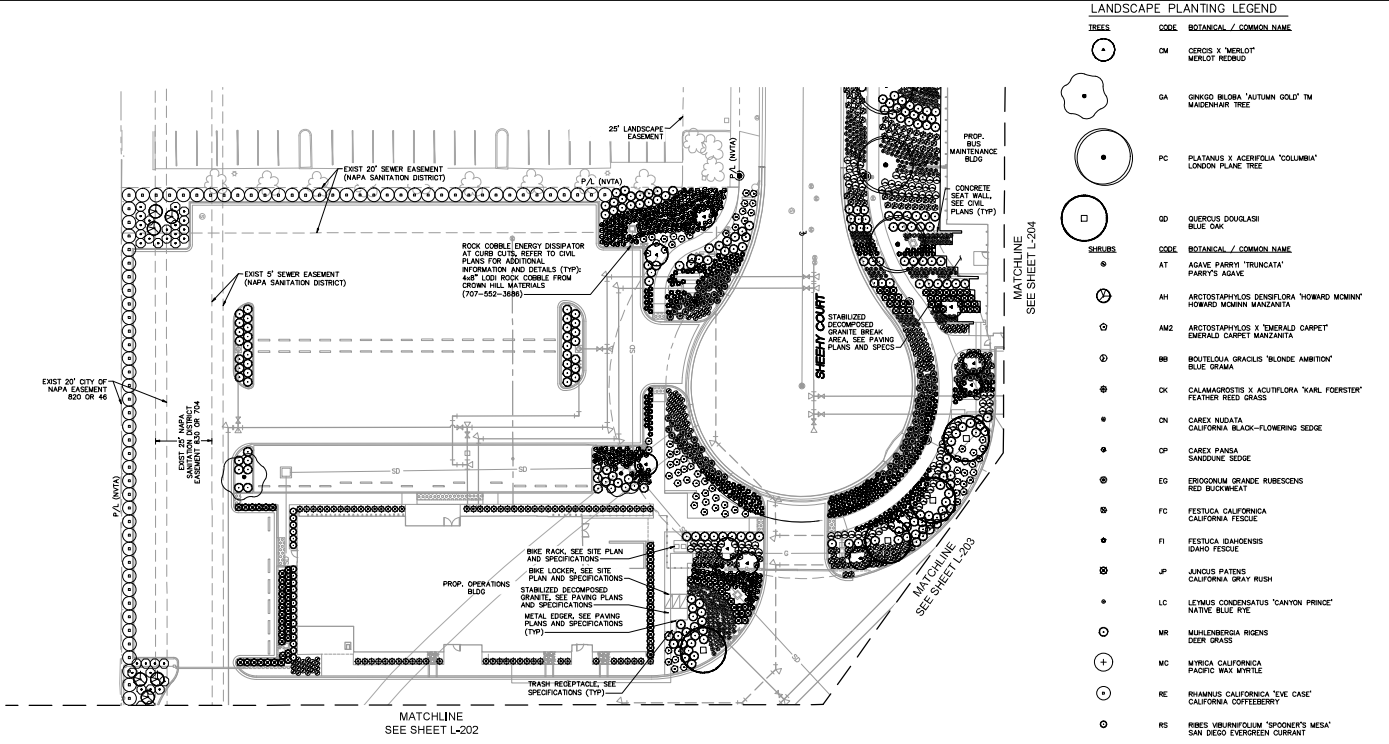 LANDSCAPE PLANTING LEGEND
TREES CODE BOTANICAL / COMMON NAME
CM CERCIS X 'MERLOT'
MERLOT REDBUD
GA GINKGO BILOBA 'AUTUMN GOLD' TM
MAIDENHAIR TREE
PC PLATANUS X ACERIFOLIA 'COLUMBIA'
LONDON PLANE TREE
QD QUERCUS DOUGLASII
BLUE OAK
SHRUBS CODE BOTANICAL / COMMON NAME
AT AGAVE PARRYI 'TRUNCATA'
PARRY'S AGAVE
AH ARCTOSTAPHYLOS DENSIFLORA 'HOWARD MCMINN'
HOWARD MCMINN MANZANITA
AM2 ARCTOSTAPHYLOS X 'EMERALD CARPET'
EMERALD CARPET MANZANITA
BB BOUTELOUA GRACILIS 'BLONDE AMBITION'
BLUE GRAMA
CK CALAMAGROSTIS X ACUTIFLORA 'KARL FOERSTER'
FEATHER REED GRASS
CN CAREX NUDATA
CALIFORNIA BLACK-FLOWERING SEDGE
CP CAREX PANSA
SANDDUNE SEDGE
EG ERIOGONUM GRANDE RUBESCENS
RED BUCKWHEAT
FC FESTUCA CALIFORNICA
CALIFORNIA FESCUE
FI FESTUCA IDAHOENSIS
IDAHO FESCUE
JP JUNCUS PATENS
CALIFORNIA GRAY RUSH
LC LEYMUS CONDENSATUS 'CANYON PRINCE'
NATIVE BLUE RYE
MR MUHLENBERGIA RIGENS
DEER GRASS
MC MYRICA CALIFORNICA
PACIFIC WAX MYRTLE
RE RHAMNUS CALIFORNICA 'EVE CASE'
CALIFORNIA COFFEEBERRY
RS RIBES VIBURNIFOLIUM 'SPOONER'S MESA'
SAN DIEGO EVERGREEN CURRANT
25' LANDSCAPE
EASEMENT
P/L (NVTA)
PROP.
BUS
MAINTENANCE
BLDG
EXIST 20' SEWER EASEMENT
(NAPA SANITATION DISTRICT)
P/L (NVTA)
CONCRETE
SEAT WALL,
SEE CIVIL
PLANS (TYP)
MATCHLINE
SEE SHEET L-204
ROCK COBBLE ENERGY DISSIPATOR
AT CURB CUTS, REFER TO CIVIL
PLANS FOR ADDITIONAL
INFORMATION AND DETAILS (TYP):
4x8" LODI ROCK COBBLE FROM
CROWN HILL MATERIALS
(707-552-3686)
EXIST 5' SEWER EASEMENT
(NAPA SANITATION DISTRICT)
SHEEHY COURT
STABILIZED
DECOMPOSED
GRANITE BREAK
AREA, SEE PAVING
PLANS AND SPECS
SD
EXIST 20' CITY OF
NAPA EASEMENT
820 OR 46
EXIST 25' NAPA
SANITATION DISTRICT
EASEMENT 830 OR 704
P/L (NVTA)
SD
SD
SD
G
BIKE RACK, SEE SITE PLAN
AND SPECIFICATIONS
BIKE LOCKER, SEE SITE
PLAN AND SPECIFICATIONS
STABILIZED DECOMPOSED
GRANITE, SEE PAVING PLANS
AND SPECIFICATIONS
METAL EDGER, SEE PAVING
PLANS AND SPECIFICATIONS
(TYP)
PROP. OPERATIONS
BLDG
MATCHLINE
SEE SHEET L-203
SD
TRASH RECEPTACLE, SEE
SPECIFICATIONS (TYP)
MATCHLINE
SEE SHEET L-202